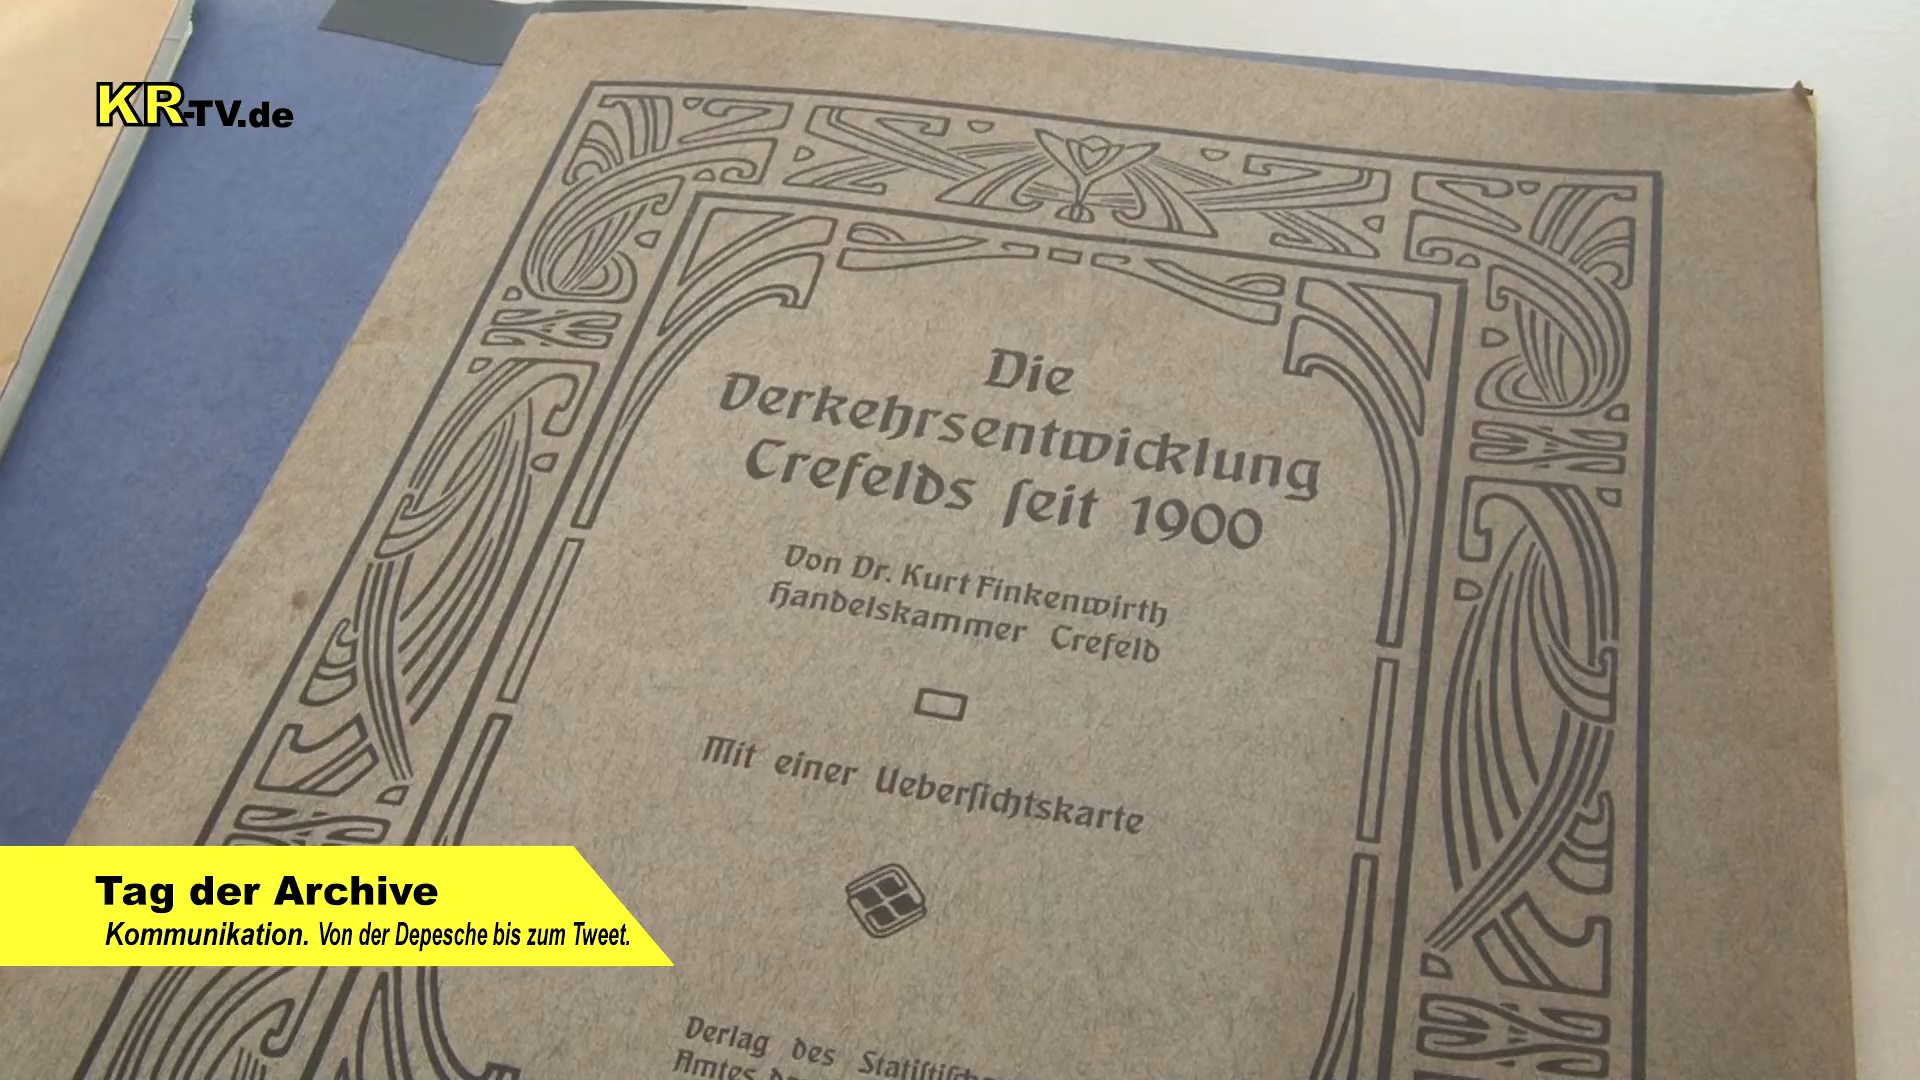 KR-TV.de
Die
Verkehrsentwicklung
Crefelds ſeit 1900
Von Dr. Kurt Finkenwirth
Handelskammer Crefeld
Mit einer Ueberſichtskarte
Tag der Archive
Kommunikation. Von der Depesche bis zum Tweet.
Verlag des
Amtes